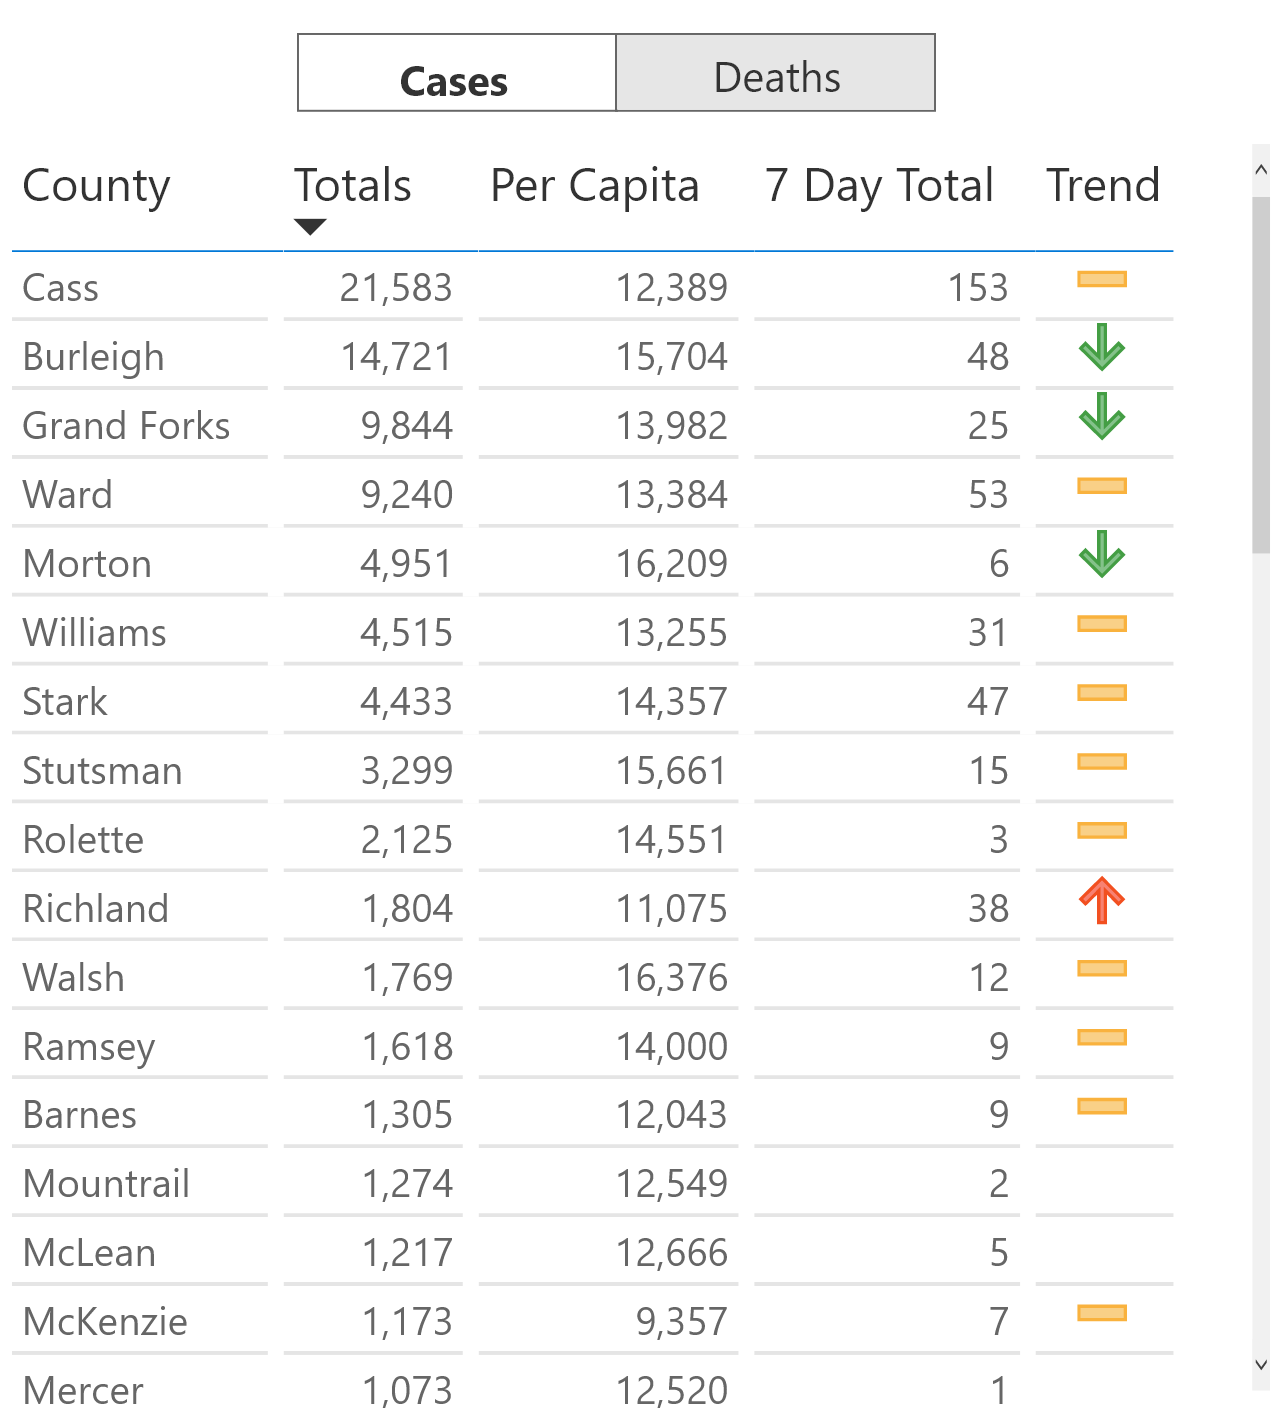 Cases Deaths
County Totals Per Capita 7 Day Total Trend
Cass 21,583 12,389 153
Burleigh 14,721 15,704 48
Grand Forks 9,844 13,982 25
Ward 9,240 13,384 53
Morton 4,951 16,209 6
Williams 4,515 13,255 31
Stark 4,433 14,357 47
Stutsman 3,299 15,661 15
Rolette 2,125 14,551 3
Richland 1,804 11,075 38
Walsh 1,769 16,376 12
Ramsey 1,618 14,000 9
Barnes 1,305 12,043 9
Mountrail 1,274 12,549 2
McLean 1,217 12,666 5
McKenzie 1,173 9,357 7
Mercer 1,073 12,520 1